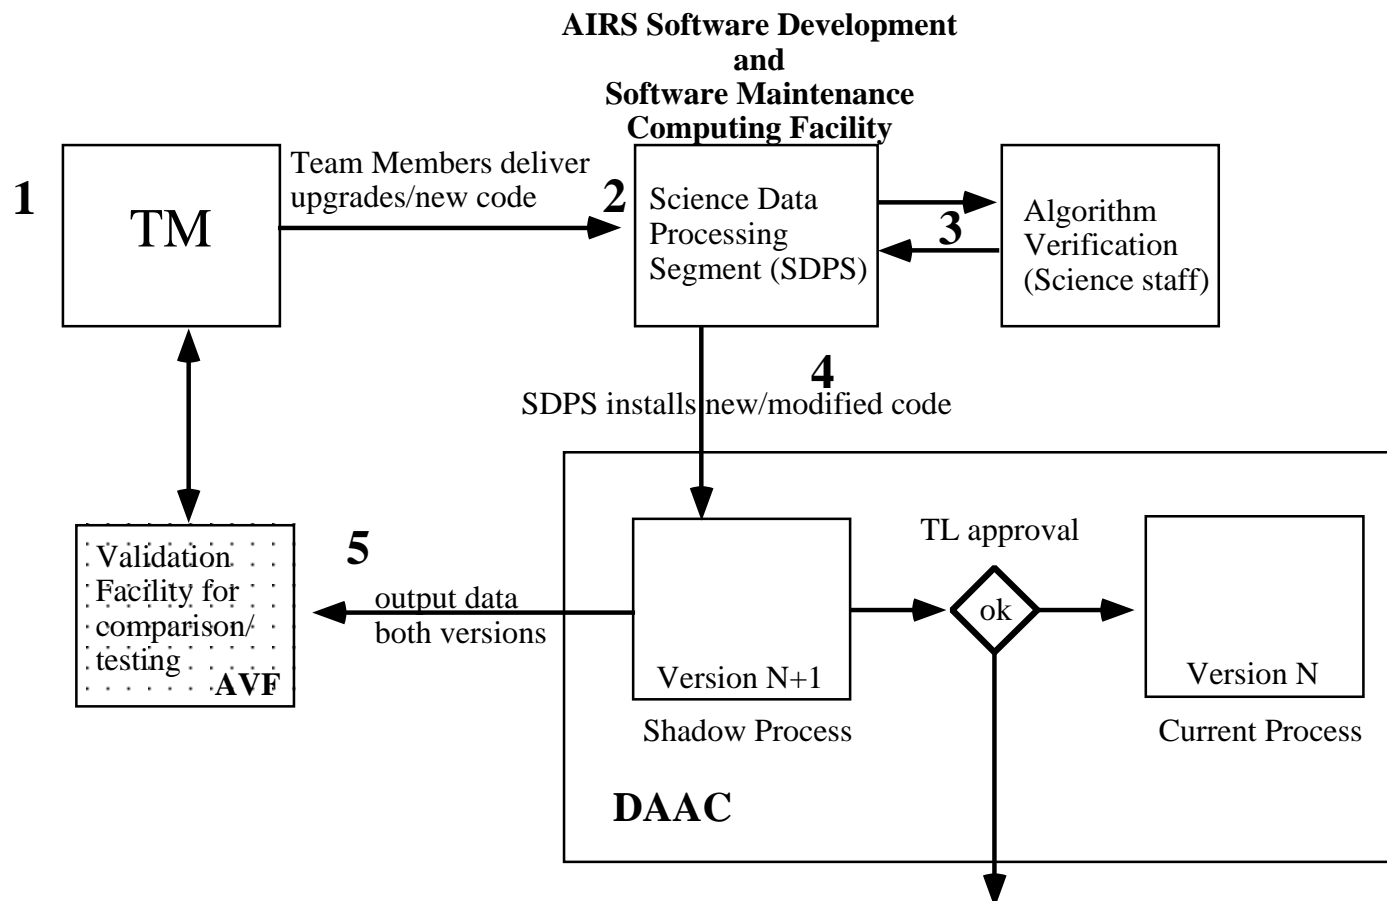 AIRS Software Development
and
Software Maintenance
Computing Facility
1
TM
Team Members deliver
upgrades/new code
2
Science Data
Processing
Segment (SDPS)
3
Algorithm
Verification
(Science staff)
4
SDPS installs new/modified code
Validation
Facility for
comparison/
testing
AVF
5
output data
both versions
Version N+1
Shadow Process
TL approval
ok
Version N
Current Process
DAAC